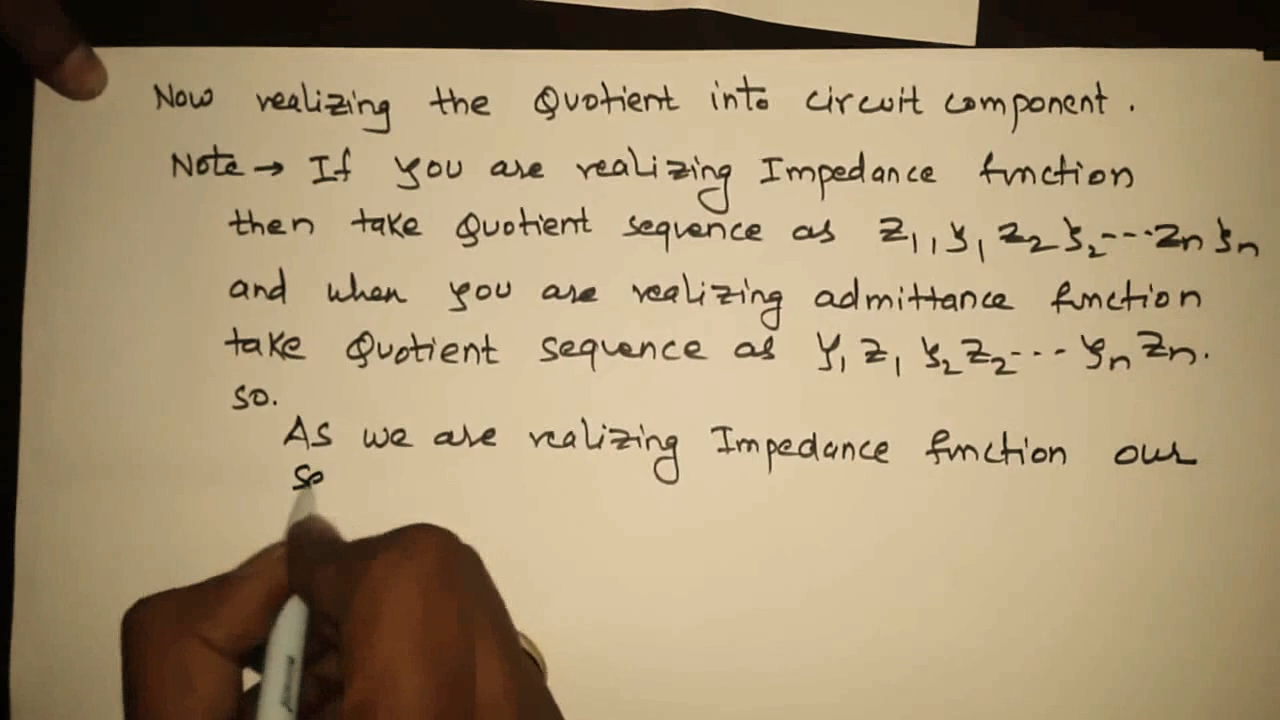 Now realizing the Quotient into circuit component.
Note → If you are realizing Impedance function
then take Quotient sequence as Z₁, y₁ Z₂ y₂ --- Zn yn
and when you are realizing admittance function
take Quotient sequence as y₁ Z₁ y₂ Z₂ --- yn Zn.
so.
As we are realizing Impedance function our
so